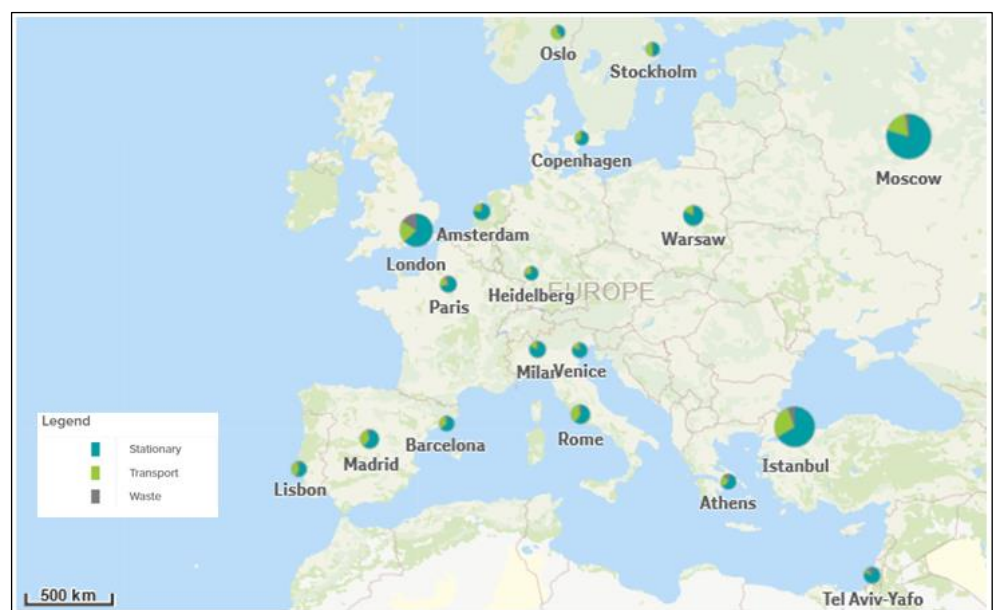 Oslo
Stockholm
Copenhagen
Moscow
Amsterdam
Warsaw
London
Paris
Heidelberg
EUROPE
Milan
Venice
Rome
Barcelona
Madrid
Istanbul
Lisbon
Athens
Tel Aviv-Yafo
Legend
Stationary
Transport
Waste
500 km